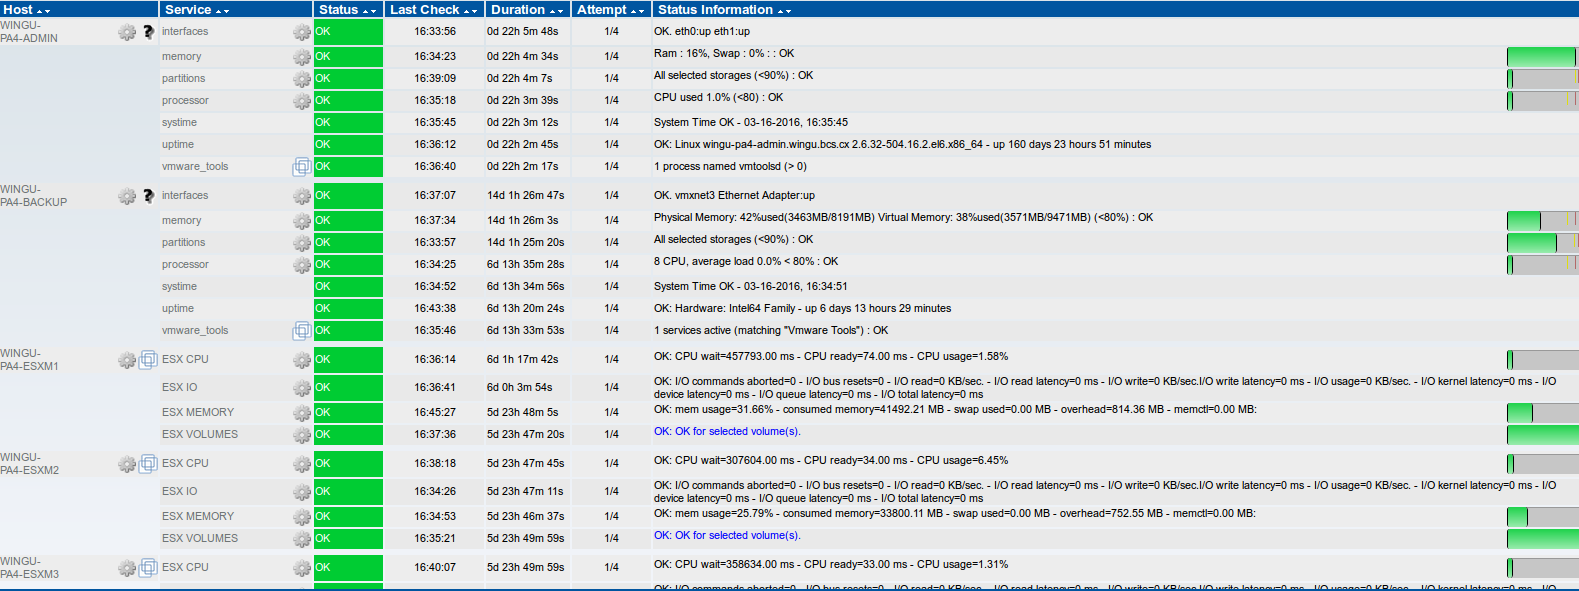 Host Service Status Last Check Duration Attempt Status Information
WINGU-
PA4-ADMIN interfaces OK 16:33:56 0d 22h 5m 48s 1/4 OK. eth0:up eth1:up
memory OK 16:34:23 0d 22h 4m 34s 1/4 Ram : 16%, Swap : 0% : : OK
partitions OK 16:39:09 0d 22h 4m 7s 1/4 All selected storages (<90%) : OK
processor OK 16:35:18 0d 22h 3m 39s 1/4 CPU used 1.0% (<80) : OK
systime OK 16:35:45 0d 22h 3m 12s 1/4 System Time OK - 03-16-2016, 16:35:45
uptime OK 16:36:12 0d 22h 2m 45s 1/4 OK: Linux wingu-pa4-admin.wingu.bcs.cx 2.6.32-504.16.2.el6.x86_64 - up 160 days 23 hours 51 minutes
vmware_tools OK 16:36:40 0d 22h 2m 17s 1/4 1 process named vmtoolsd (> 0)
WINGU-
PA4-BACKUP interfaces OK 16:37:07 14d 1h 26m 47s 1/4 OK. vmxnet3 Ethernet Adapter:up
memory OK 16:37:34 14d 1h 26m 3s 1/4 Physical Memory: 42%used(3463MB/8191MB) Virtual Memory: 38%used(3571MB/9471MB) (<80%) : OK
partitions OK 16:33:57 14d 1h 25m 20s 1/4 All selected storages (<90%) : OK
processor OK 16:34:25 6d 13h 35m 28s 1/4 8 CPU, average load 0.0% < 80% : OK
systime OK 16:34:52 6d 13h 34m 56s 1/4 System Time OK - 03-16-2016, 16:34:51
uptime OK 16:43:38 6d 13h 20m 24s 1/4 OK: Hardware: Intel64 Family - up 6 days 13 hours 29 minutes
vmware_tools OK 16:35:46 6d 13h 33m 53s 1/4 1 services active (matching "Vmware Tools") : OK
WINGU-
PA4-ESXM1 ESX CPU OK 16:36:14 6d 1h 17m 42s 1/4 OK: CPU wait=457793.00 ms - CPU ready=74.00 ms - CPU usage=1.58%
ESX IO OK 16:36:41 6d 0h 3m 54s 1/4 OK: I/O commands aborted=0 - I/O bus resets=0 - I/O read=0 KB/sec. - I/O read latency=0 ms - I/O write=0 KB/sec.I/O write latency=0 ms - I/O usage=0 KB/sec. - I/O kernel latency=0 ms - I/O
device latency=0 ms - I/O queue latency=0 ms - I/O total latency=0 ms
ESX MEMORY OK 16:45:27 5d 23h 48m 5s 1/4 OK: mem usage=31.66% - consumed memory=41492.21 MB - swap used=0.00 MB - overhead=814.36 MB - memctl=0.00 MB:
ESX VOLUMES OK 16:37:36 5d 23h 47m 20s 1/4 OK: OK for selected volume(s).
WINGU-
PA4-ESXM2 ESX CPU OK 16:38:18 5d 23h 47m 45s 1/4 OK: CPU wait=307604.00 ms - CPU ready=34.00 ms - CPU usage=6.45%
ESX IO OK 16:34:26 5d 23h 47m 11s 1/4 OK: I/O commands aborted=0 - I/O bus resets=0 - I/O read=0 KB/sec. - I/O read latency=0 ms - I/O write=0 KB/sec.I/O write latency=0 ms - I/O usage=0 KB/sec. - I/O kernel latency=0 ms - I/O
device latency=0 ms - I/O queue latency=0 ms - I/O total latency=0 ms
ESX MEMORY OK 16:34:53 5d 23h 46m 37s 1/4 OK: mem usage=25.79% - consumed memory=33800.11 MB - swap used=0.00 MB - overhead=752.55 MB - memctl=0.00 MB:
ESX VOLUMES OK 16:35:21 5d 23h 49m 59s 1/4 OK: OK for selected volume(s).
WINGU-
PA4-ESXM3 ESX CPU OK 16:40:07 5d 23h 49m 59s 1/4 OK: CPU wait=358634.00 ms - CPU ready=33.00 ms - CPU usage=1.31%